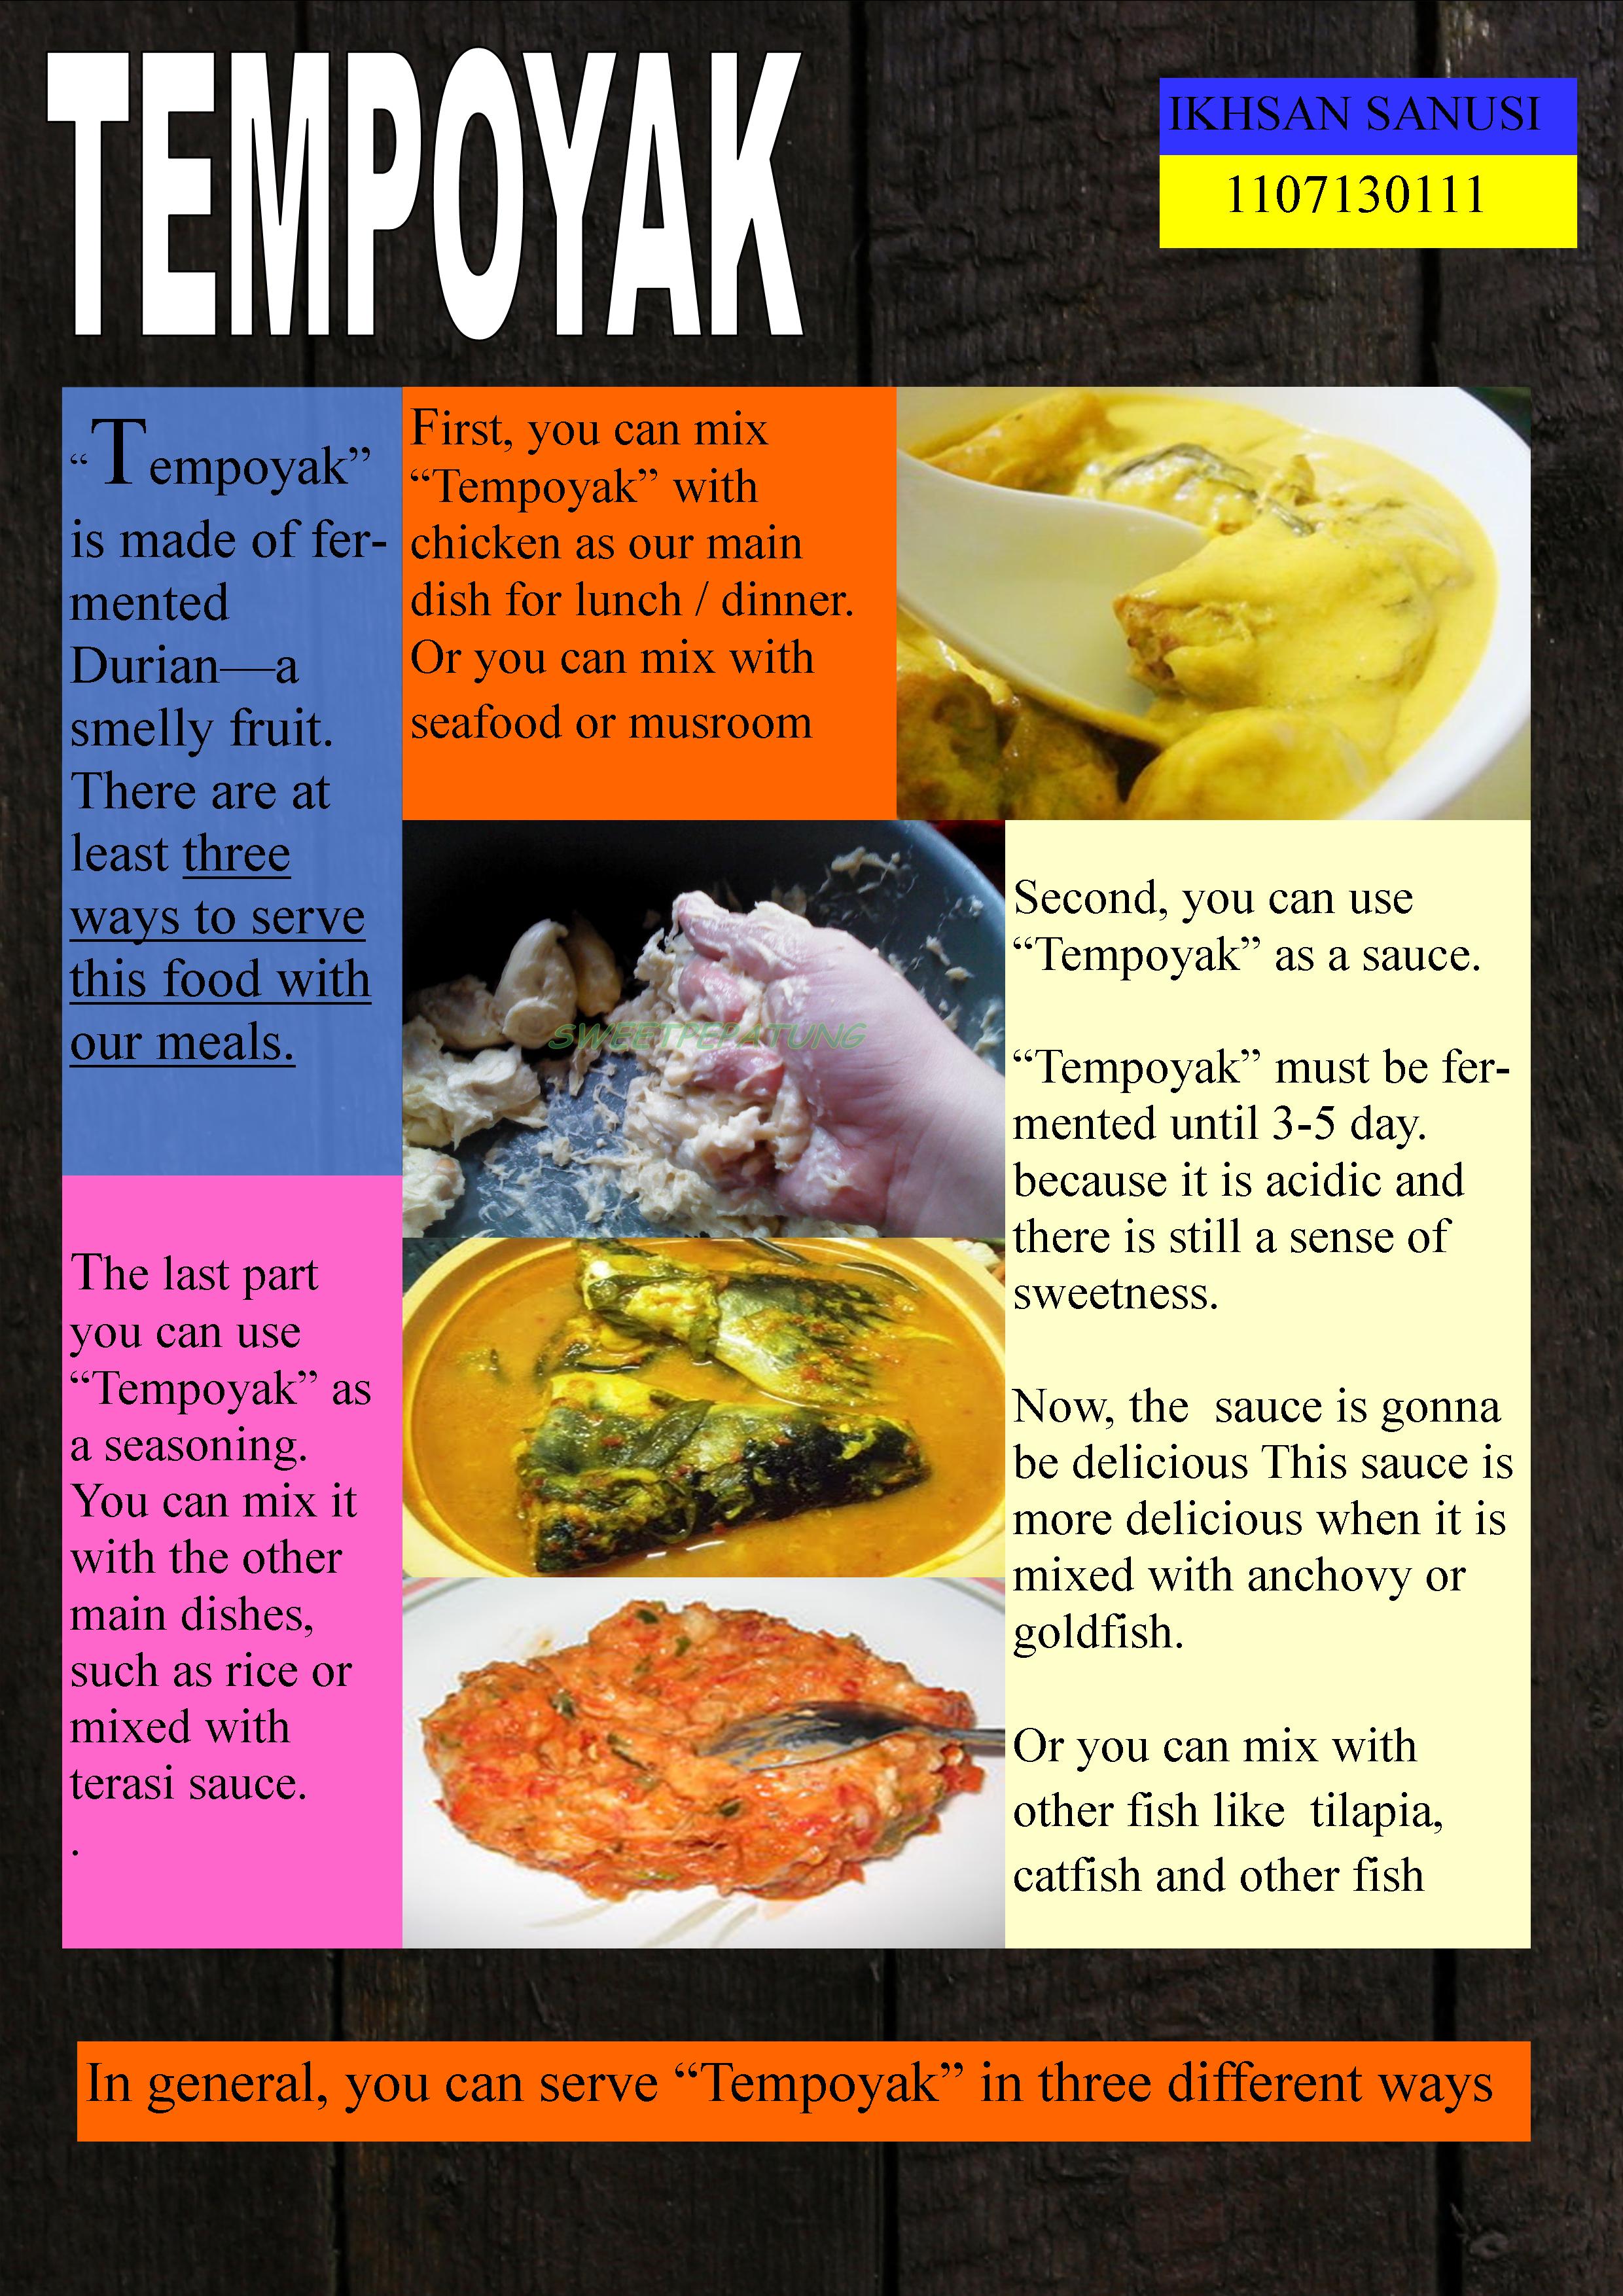 TEMPOYAK
IKHSAN SANUSI
1107130111
“Tempoyak”
is made of fer-
mented
Durian—a
smelly fruit.
There are at
least three
ways to serve
this food with
our meals.
First, you can mix
“Tempoyak” with
chicken as our main
dish for lunch / dinner.
Or you can mix with
seafood or musroom
SWEETPEPATUNG
Second, you can use
“Tempoyak” as a sauce.
“Tempoyak” must be fer-
mented until 3-5 day.
because it is acidic and
there is still a sense of
sweetness.
Now, the  sauce is gonna
be delicious This sauce is
more delicious when it is
mixed with anchovy or
goldfish.
Or you can mix with
other fish like  tilapia,
catfish and other fish
The last part
you can use
“Tempoyak” as
a seasoning.
You can mix it
with the other
main dishes,
such as rice or
mixed with
terasi sauce.
.
In general, you can serve “Tempoyak” in three different ways